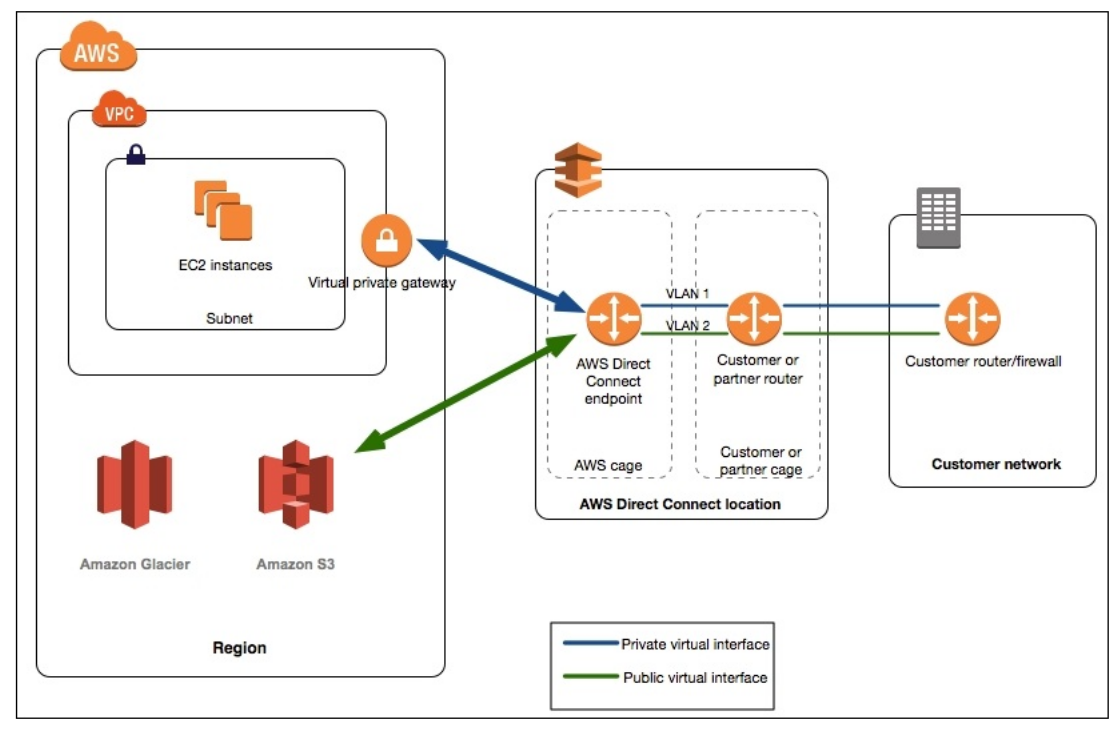 AWS
VPC
EC2 instances
Subnet
Virtual private gateway
Amazon Glacier
Amazon S3
Region
VLAN 1
VLAN 2
AWS Direct
Connect
endpoint
AWS cage
Customer or
partner router
Customer or
partner cage
AWS Direct Connect location
Customer router/firewall
Customer network
Private virtual interface
Public virtual interface